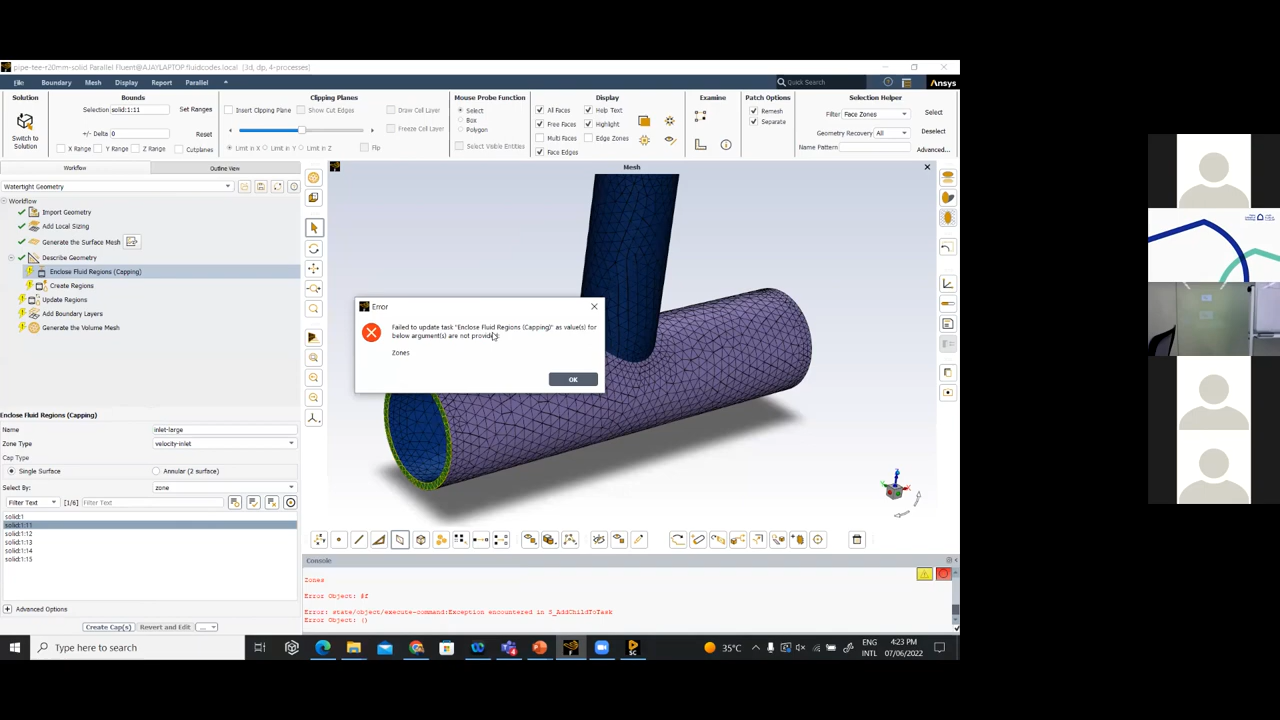 pipe-tee-r20mm-solid Parallel Fluent@AJAYLAPTOP.fluidcodes.local (3d, dp, 4-processes)
File Boundary Mesh Display Report Parallel Quick Search Ansys
Solution Bounds Clipping Planes Mouse Probe Function Display Examine Patch Options Selection Helper
Switch to
Solution
Selection solid:1:11 Set Ranges
+/- Delta 0 Reset
X Range Y Range Z Range Cutplanes
Insert Clipping Plane Show Cut Edges Draw Cell Layer
Freeze Cell Layer
Limit in X Limit in Y Limit in Z Flip
Select
Box
Polygon
Select Visible Entities
All Faces Help Text
Free Faces Highlight
Multi Faces Edge Zones
Face Edges
Remesh
Separate
Filter Face Zones Select
Geometry Recovery All Deselect
Name Pattern Advanced...
Workflow Outline View
Mesh
Watertight Geometry
Workflow
Import Geometry
Add Local Sizing
Generate the Surface Mesh
Describe Geometry
Enclose Fluid Regions (Capping)
Create Regions
Update Regions
Add Boundary Layers
Generate the Volume Mesh
Error
Failed to update task "Enclose Fluid Regions (Capping)" as value(s) for
below argument(s) are not provided:
Zones
OK
Enclose Fluid Regions (Capping)
Name inlet-large
Zone Type velocity-inlet
Cap Type
Single Surface Annular (2 surface)
Select By: zone
Filter Text [1/6] Filter Text
solid:1
solid:1:11
solid:1:12
solid:1:13
solid:1:14
solid:1:15
Advanced Options
Create Cap(s) Revert and Edit ...
Console
Zones
Error Object: #f
Error: state/object/execute-command:Exception encountered in S_AddChildToTask
Error Object: ()
Type here to search
35°C
ENG
INTL
4:23 PM
07/06/2022